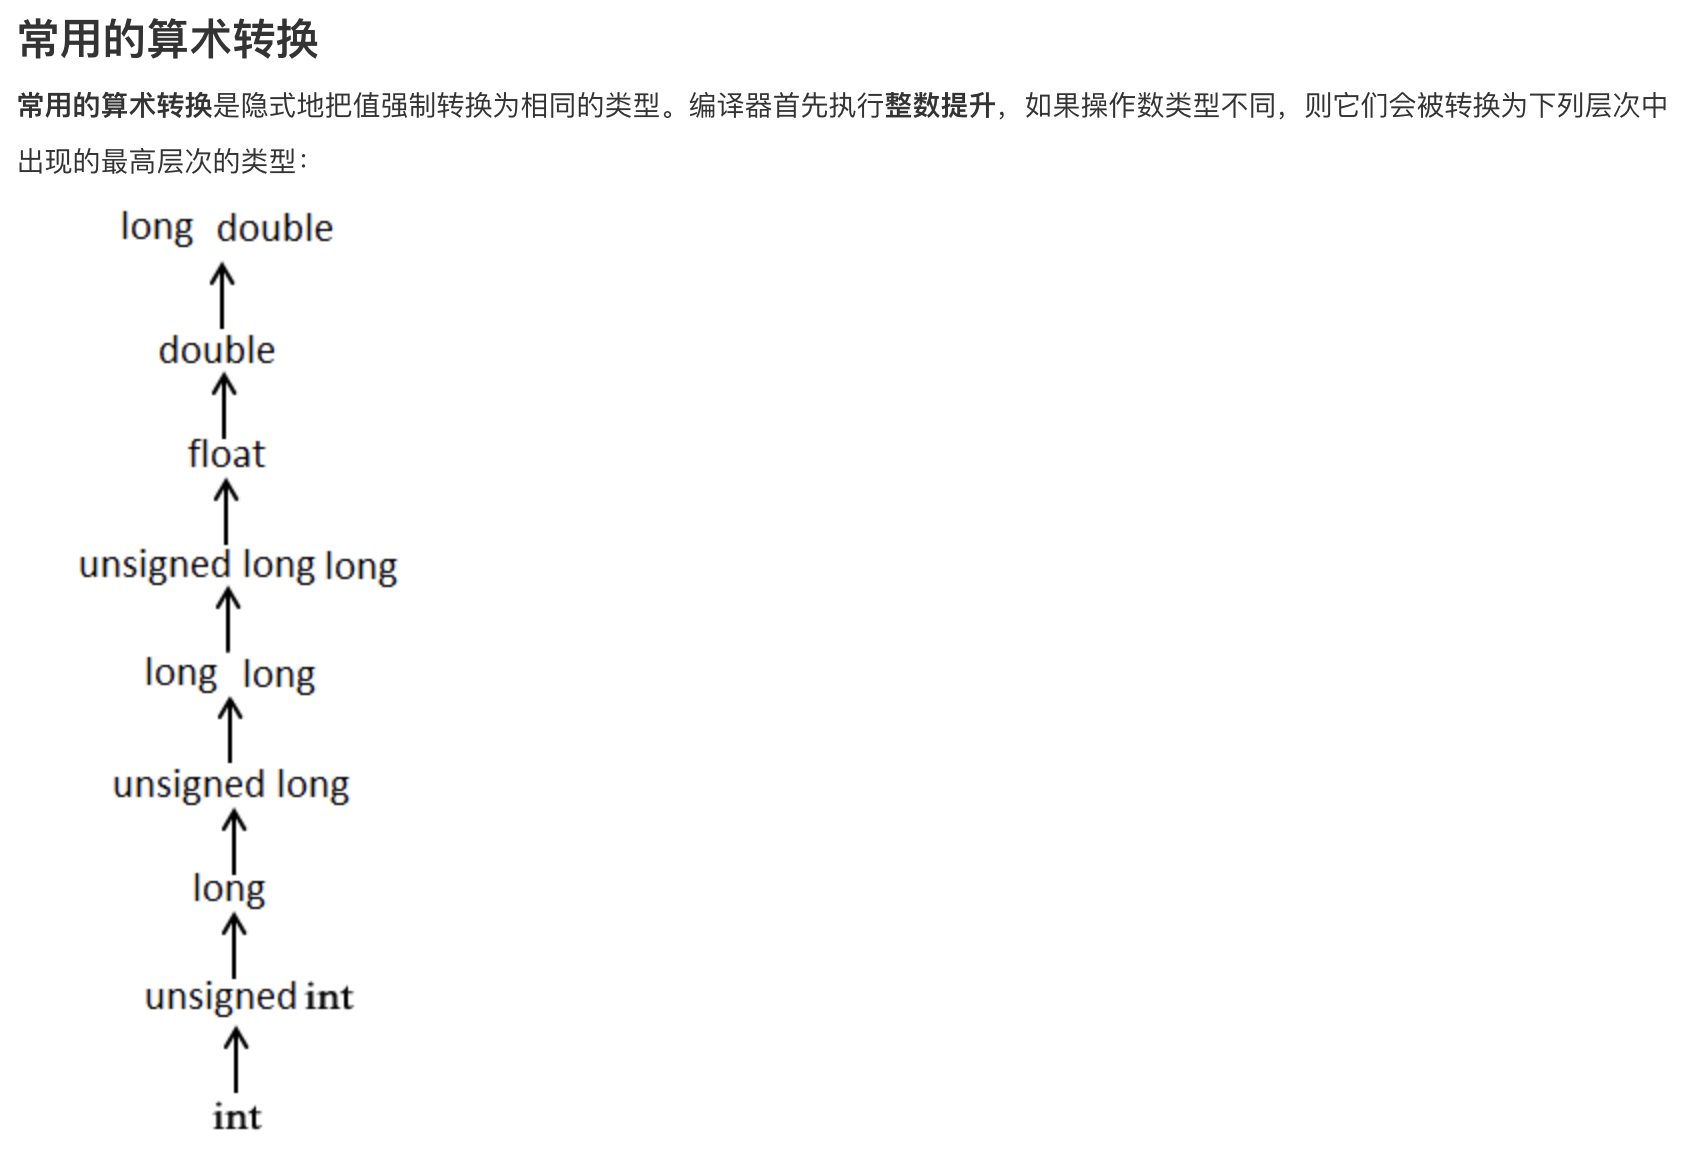 常用的算术转换
常用的算术转换是隐式地把值强制转换为相同的类型。编译器首先执行整数提升，如果操作数类型不同，则它们会被转换为下列层次中
出现的最高层次的类型：
long double
double
float
unsigned long long
long long
unsigned long
long
unsigned int
int